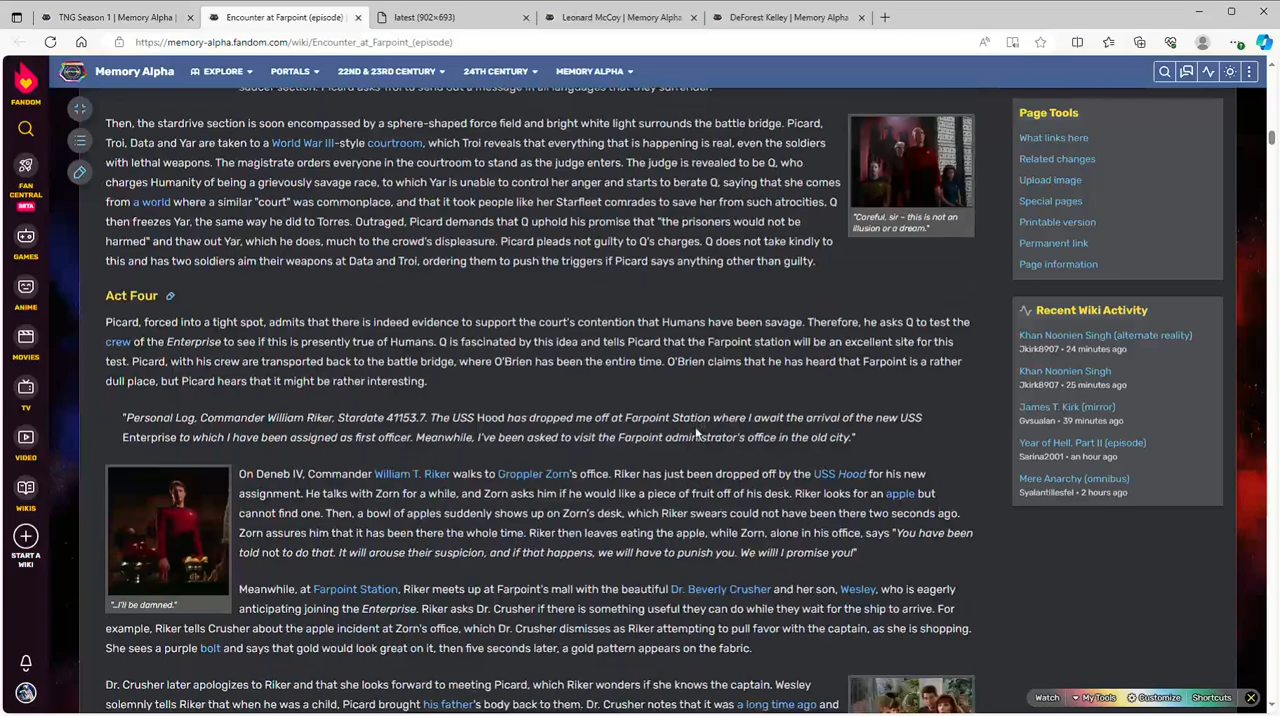 TNG Season 1 | Memory Alpha
Encounter at Farpoint (episode) |
latest (902×693)
Leonard McCoy | Memory Alpha
DeForest Kelley | Memory Alpha
https://memory-alpha.fandom.com/wiki/Encounter_at_Farpoint_(episode)
FANDOM
FAN CENTRAL
BETA
GAMES
ANIME
MOVIES
TV
VIDEO
WIKIS
START A WIKI
Memory Alpha
EXPLORE
PORTALS
22ND & 23RD CENTURY
24TH CENTURY
MEMORY ALPHA
saucer section. Picard asks Troi to send out a message in all languages that they surrender.
Then, the stardrive section is soon encompassed by a sphere-shaped force field and bright white light surrounds the battle bridge. Picard,
Troi, Data and Yar are taken to a World War III-style courtroom, which Troi reveals that everything that is happening is real, even the soldiers
with lethal weapons. The magistrate orders everyone in the courtroom to stand as the judge enters. The judge is revealed to be Q, who
charges Humanity of being a grievously savage race, to which Yar is unable to control her anger and starts to berate Q, saying that she comes
from a world where a similar "court" was commonplace, and that it took people like her Starfleet comrades to save her from such atrocities. Q
then freezes Yar, the same way he did to Torres. Outraged, Picard demands that Q uphold his promise that "the prisoners would not be
harmed" and thaw out Yar, which he does, much to the crowd's displeasure. Picard pleads not guilty to Q's charges. Q does not take kindly to
this and has two soldiers aim their weapons at Data and Troi, ordering them to push the triggers if Picard says anything other than guilty.
"Careful, sir – this is not an
illusion or a dream."
Act Four
Picard, forced into a tight spot, admits that there is indeed evidence to support the court's contention that Humans have been savage. Therefore, he asks Q to test the
crew of the Enterprise to see if this is presently true of Humans. Q is fascinated by this idea and tells Picard that the Farpoint station will be an excellent site for this
test. Picard, with his crew are transported back to the battle bridge, where O'Brien has been the entire time. O'Brien claims that he has heard that Farpoint is a rather
dull place, but Picard hears that it might be rather interesting.
"Personal Log, Commander William Riker, Stardate 41153.7. The USS Hood has dropped me off at Farpoint Station where I await the arrival of the new USS
Enterprise to which I have been assigned as first officer. Meanwhile, I've been asked to visit the Farpoint administrator's office in the old city."
On Deneb IV, Commander William T. Riker walks to Groppler Zorn's office. Riker has just been dropped off by the USS Hood for his new
assignment. He talks with Zorn for a while, and Zorn asks him if he would like a piece of fruit off of his desk. Riker looks for an apple but
cannot find one. Then, a bowl of apples suddenly shows up on Zorn's desk, which Riker swears could not have been there two seconds ago.
Zorn assures him that it has been there the whole time. Riker then leaves eating the apple, while Zorn, alone in his office, says "You have been
told not to do that. It will arouse their suspicion, and if that happens, we will have to punish you. We will! I promise you!"
"...I'll be damned."
Meanwhile, at Farpoint Station, Riker meets up at Farpoint's mall with the beautiful Dr. Beverly Crusher and her son, Wesley, who is eagerly
anticipating joining the Enterprise. Riker asks Dr. Crusher if there is something useful they can do while they wait for the ship to arrive. For
example, Riker tells Crusher about the apple incident at Zorn's office, which Dr. Crusher dismisses as Riker attempting to pull favor with the captain, as she is shopping.
She sees a purple bolt and says that gold would look great on it, then five seconds later, a gold pattern appears on the fabric.
Dr. Crusher later apologizes to Riker and that she looks forward to meeting Picard, which Riker wonders if she knows the captain. Wesley
solemnly tells Riker that when he was a child, Picard brought his father's body back to them. Dr. Crusher notes that it was a long time ago and
Page Tools
What links here
Related changes
Upload image
Special pages
Printable version
Permanent link
Page information
Recent Wiki Activity
Khan Noonien Singh (alternate reality)
Jkirk8907 • 24 minutes ago
Khan Noonien Singh
Jkirk8907 • 25 minutes ago
James T. Kirk (mirror)
Gvsualan • 39 minutes ago
Year of Hell, Part II (episode)
Sarina2001 • an hour ago
Mere Anarchy (omnibus)
Syalantillesfel • 2 hours ago
Watch
My Tools
Customize
Shortcuts